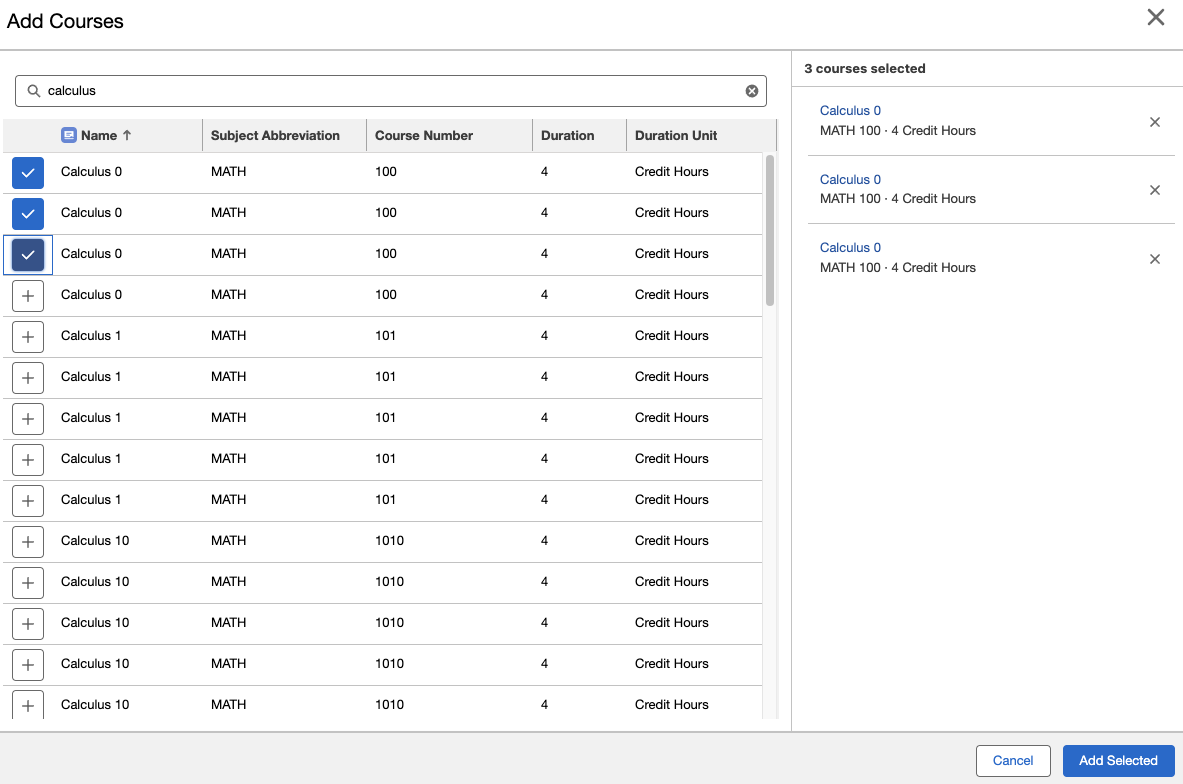 Add Courses
calculus
Name ↑ Subject Abbreviation Course Number Duration Duration Unit
Calculus 0 MATH 100 4 Credit Hours
Calculus 0 MATH 100 4 Credit Hours
Calculus 0 MATH 100 4 Credit Hours
Calculus 0 MATH 100 4 Credit Hours
Calculus 1 MATH 101 4 Credit Hours
Calculus 1 MATH 101 4 Credit Hours
Calculus 1 MATH 101 4 Credit Hours
Calculus 1 MATH 101 4 Credit Hours
Calculus 1 MATH 101 4 Credit Hours
Calculus 10 MATH 1010 4 Credit Hours
Calculus 10 MATH 1010 4 Credit Hours
Calculus 10 MATH 1010 4 Credit Hours
Calculus 10 MATH 1010 4 Credit Hours
Calculus 10 MATH 1010 4 Credit Hours
3 courses selected
Calculus 0
MATH 100 · 4 Credit Hours
Calculus 0
MATH 100 · 4 Credit Hours
Calculus 0
MATH 100 · 4 Credit Hours
Cancel
Add Selected